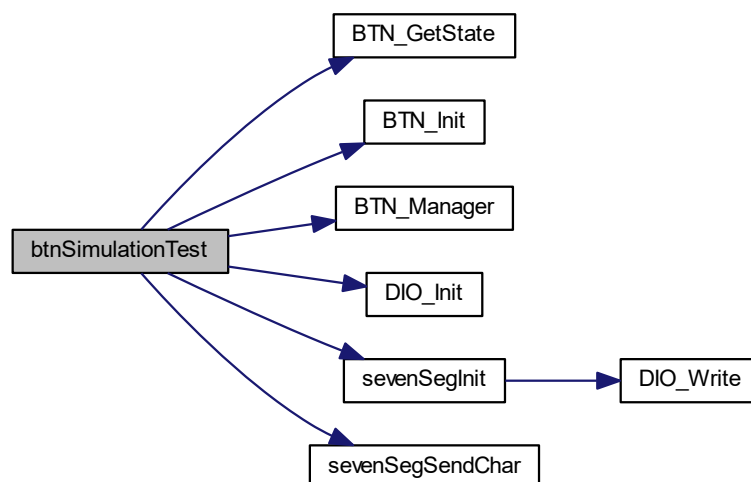 BTN_GetState
BTN_Init
BTN_Manager
btnSimulationTest
DIO_Init
sevenSegInit
DIO_Write
sevenSegSendChar